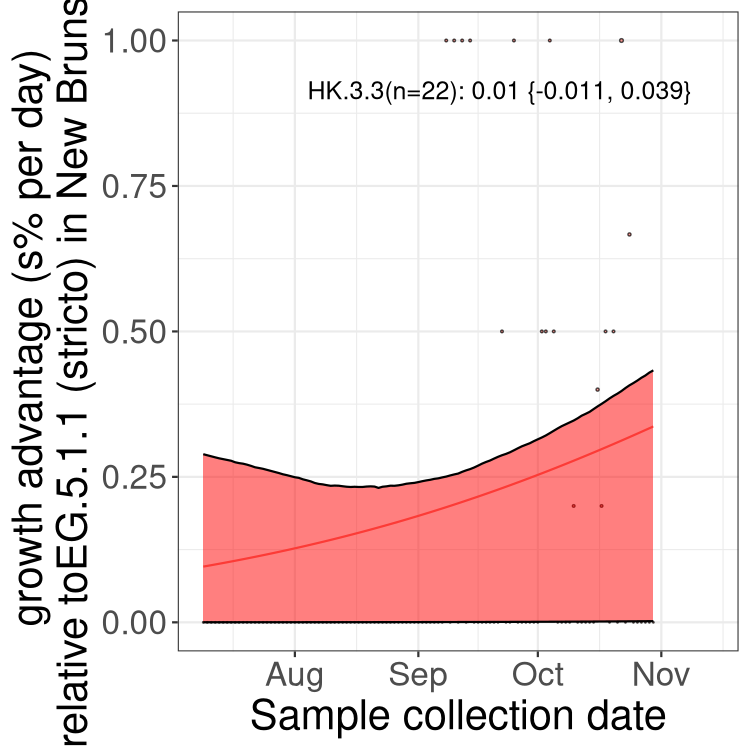 growth advantage (s% per day)
relative toEG.5.1.1 (stricto) in New Bruns
1.00
0.75
0.50
0.25
0.00
HK.3.3(n=22): 0.01 {-0.011, 0.039}
Aug Sep Oct Nov
Sample collection date